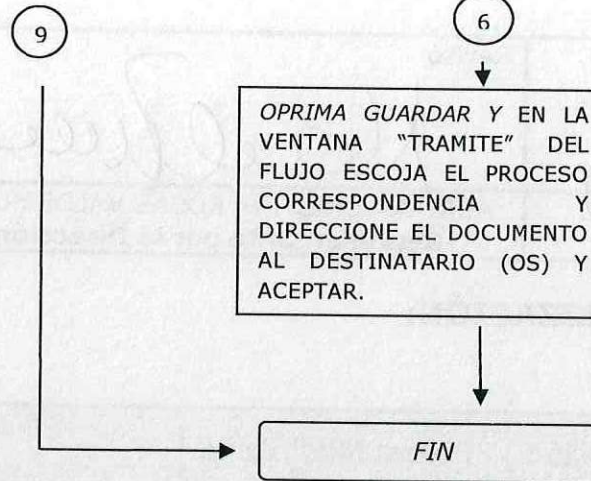 9
6
OPRIMA GUARDAR Y EN LA
VENTANA "TRAMITE" DEL
FLUJO ESCOJA EL PROCESO
CORRESPONDENCIA Y
DIRECCIONE EL DOCUMENTO
AL DESTINATARIO (OS) Y
ACEPTAR.
FIN